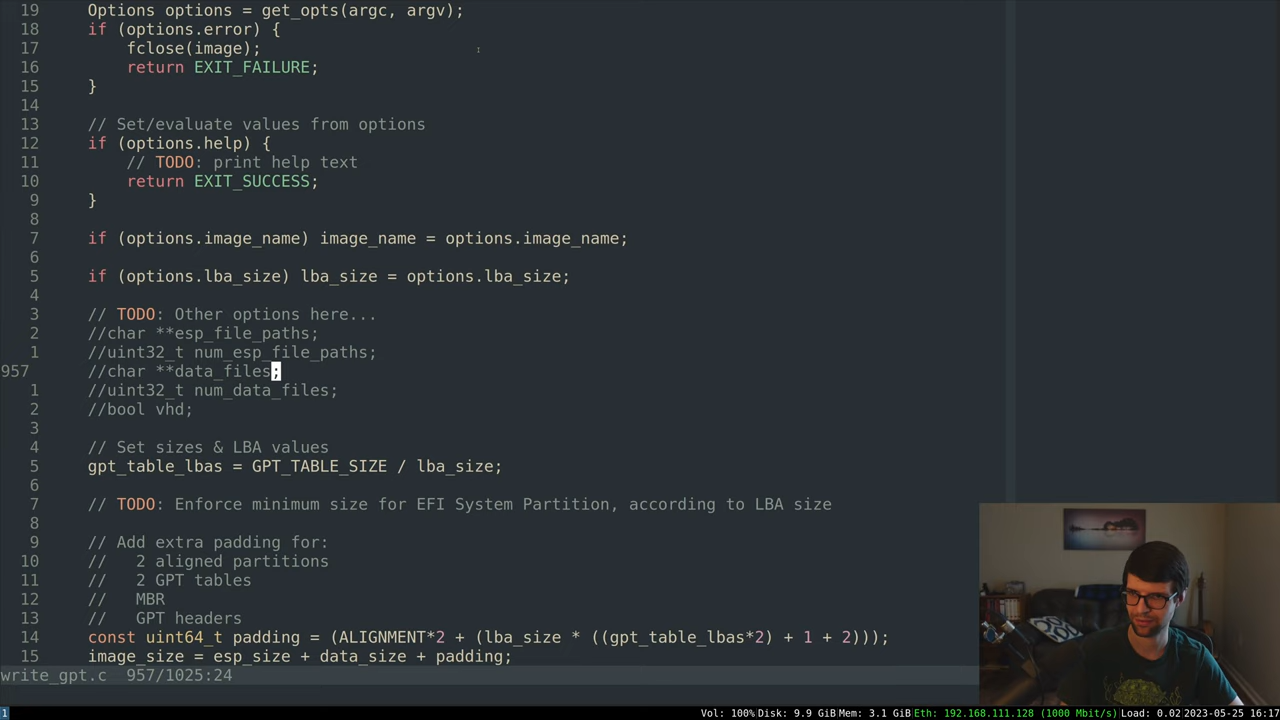 19     Options options = get_opts(argc, argv);
18     if (options.error) {
17         fclose(image);
16         return EXIT_FAILURE;
15     }
14
13     // Set/evaluate values from options
12     if (options.help) {
11         // TODO: print help text
10         return EXIT_SUCCESS;
9     }
8
7     if (options.image_name) image_name = options.image_name;
6
5     if (options.lba_size) lba_size = options.lba_size;
4
3     // TODO: Other options here...
2     //char **esp_file_paths;
1     //uint32_t num_esp_file_paths;
957     //char **data_files;
1     //uint32_t num_data_files;
2     //bool vhd;
3
4     // Set sizes & LBA values
5     gpt_table_lbas = GPT_TABLE_SIZE / lba_size;
6
7     // TODO: Enforce minimum size for EFI System Partition, according to LBA size
8
9     // Add extra padding for:
10     //   2 aligned partitions
11     //   2 GPT tables
12     //   MBR
13     //   GPT headers
14     const uint64_t padding = (ALIGNMENT*2 + (lba_size * ((gpt_table_lbas*2) + 1 + 2)));
15     image_size = esp_size + data_size + padding;
write_gpt.c  957/1025:24
1 Vol: 100% Disk: 9.9 GiB Mem: 3.1 GiB Eth: 192.168.111.128 (1000 Mbit/s) Load: 0.02 2023-05-25 16:17